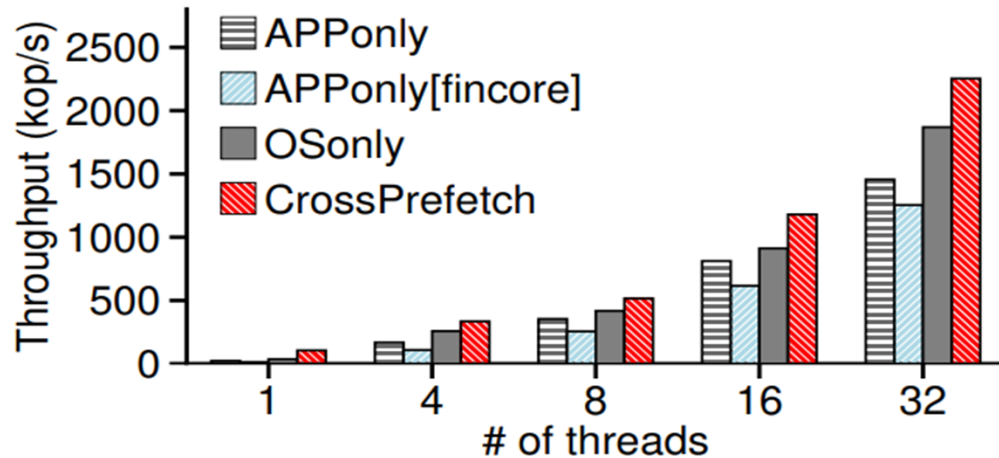 Throughput (kop/s)
2500
2000
1500
1000
500
0
APPonly
APPonly[fincore]
OSonly
CrossPrefetch
1 4 8 16 32
# of threads